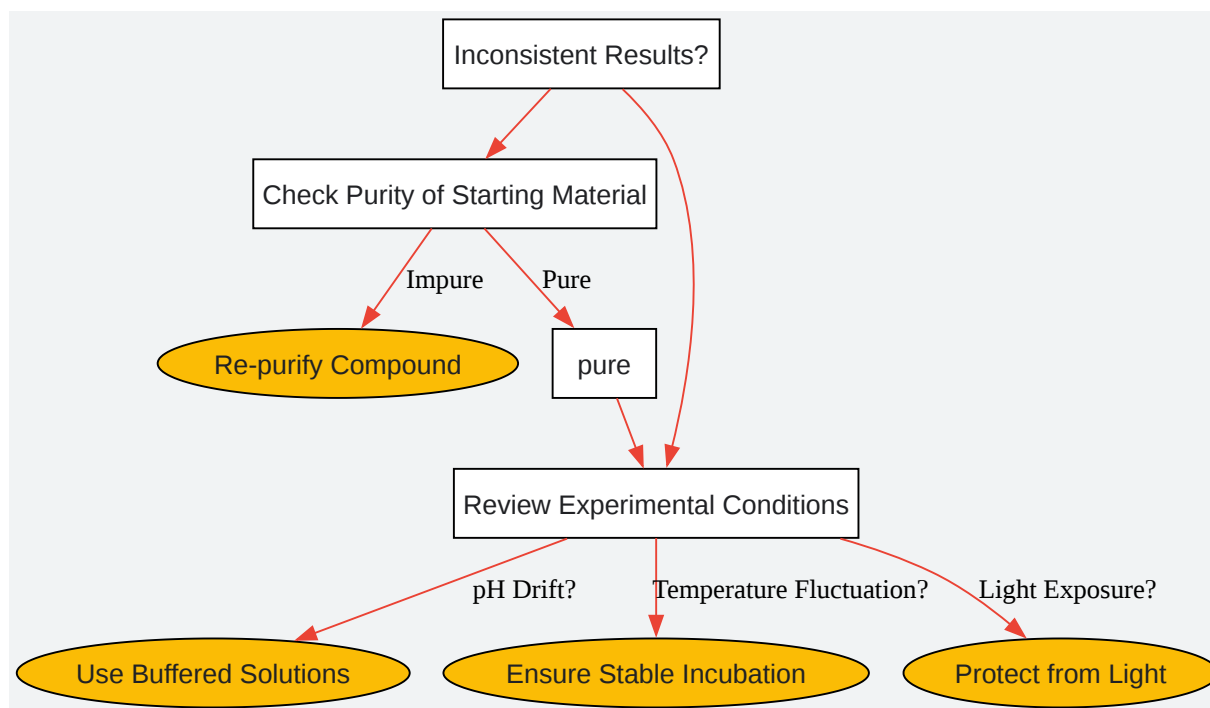 Inconsistent Results?
Check Purity of Starting Material
Impure
Pure
Re-purify Compound
pure
Review Experimental Conditions
pH Drift?
Temperature Fluctuation?
Light Exposure?
Use Buffered Solutions
Ensure Stable Incubation
Protect from Light